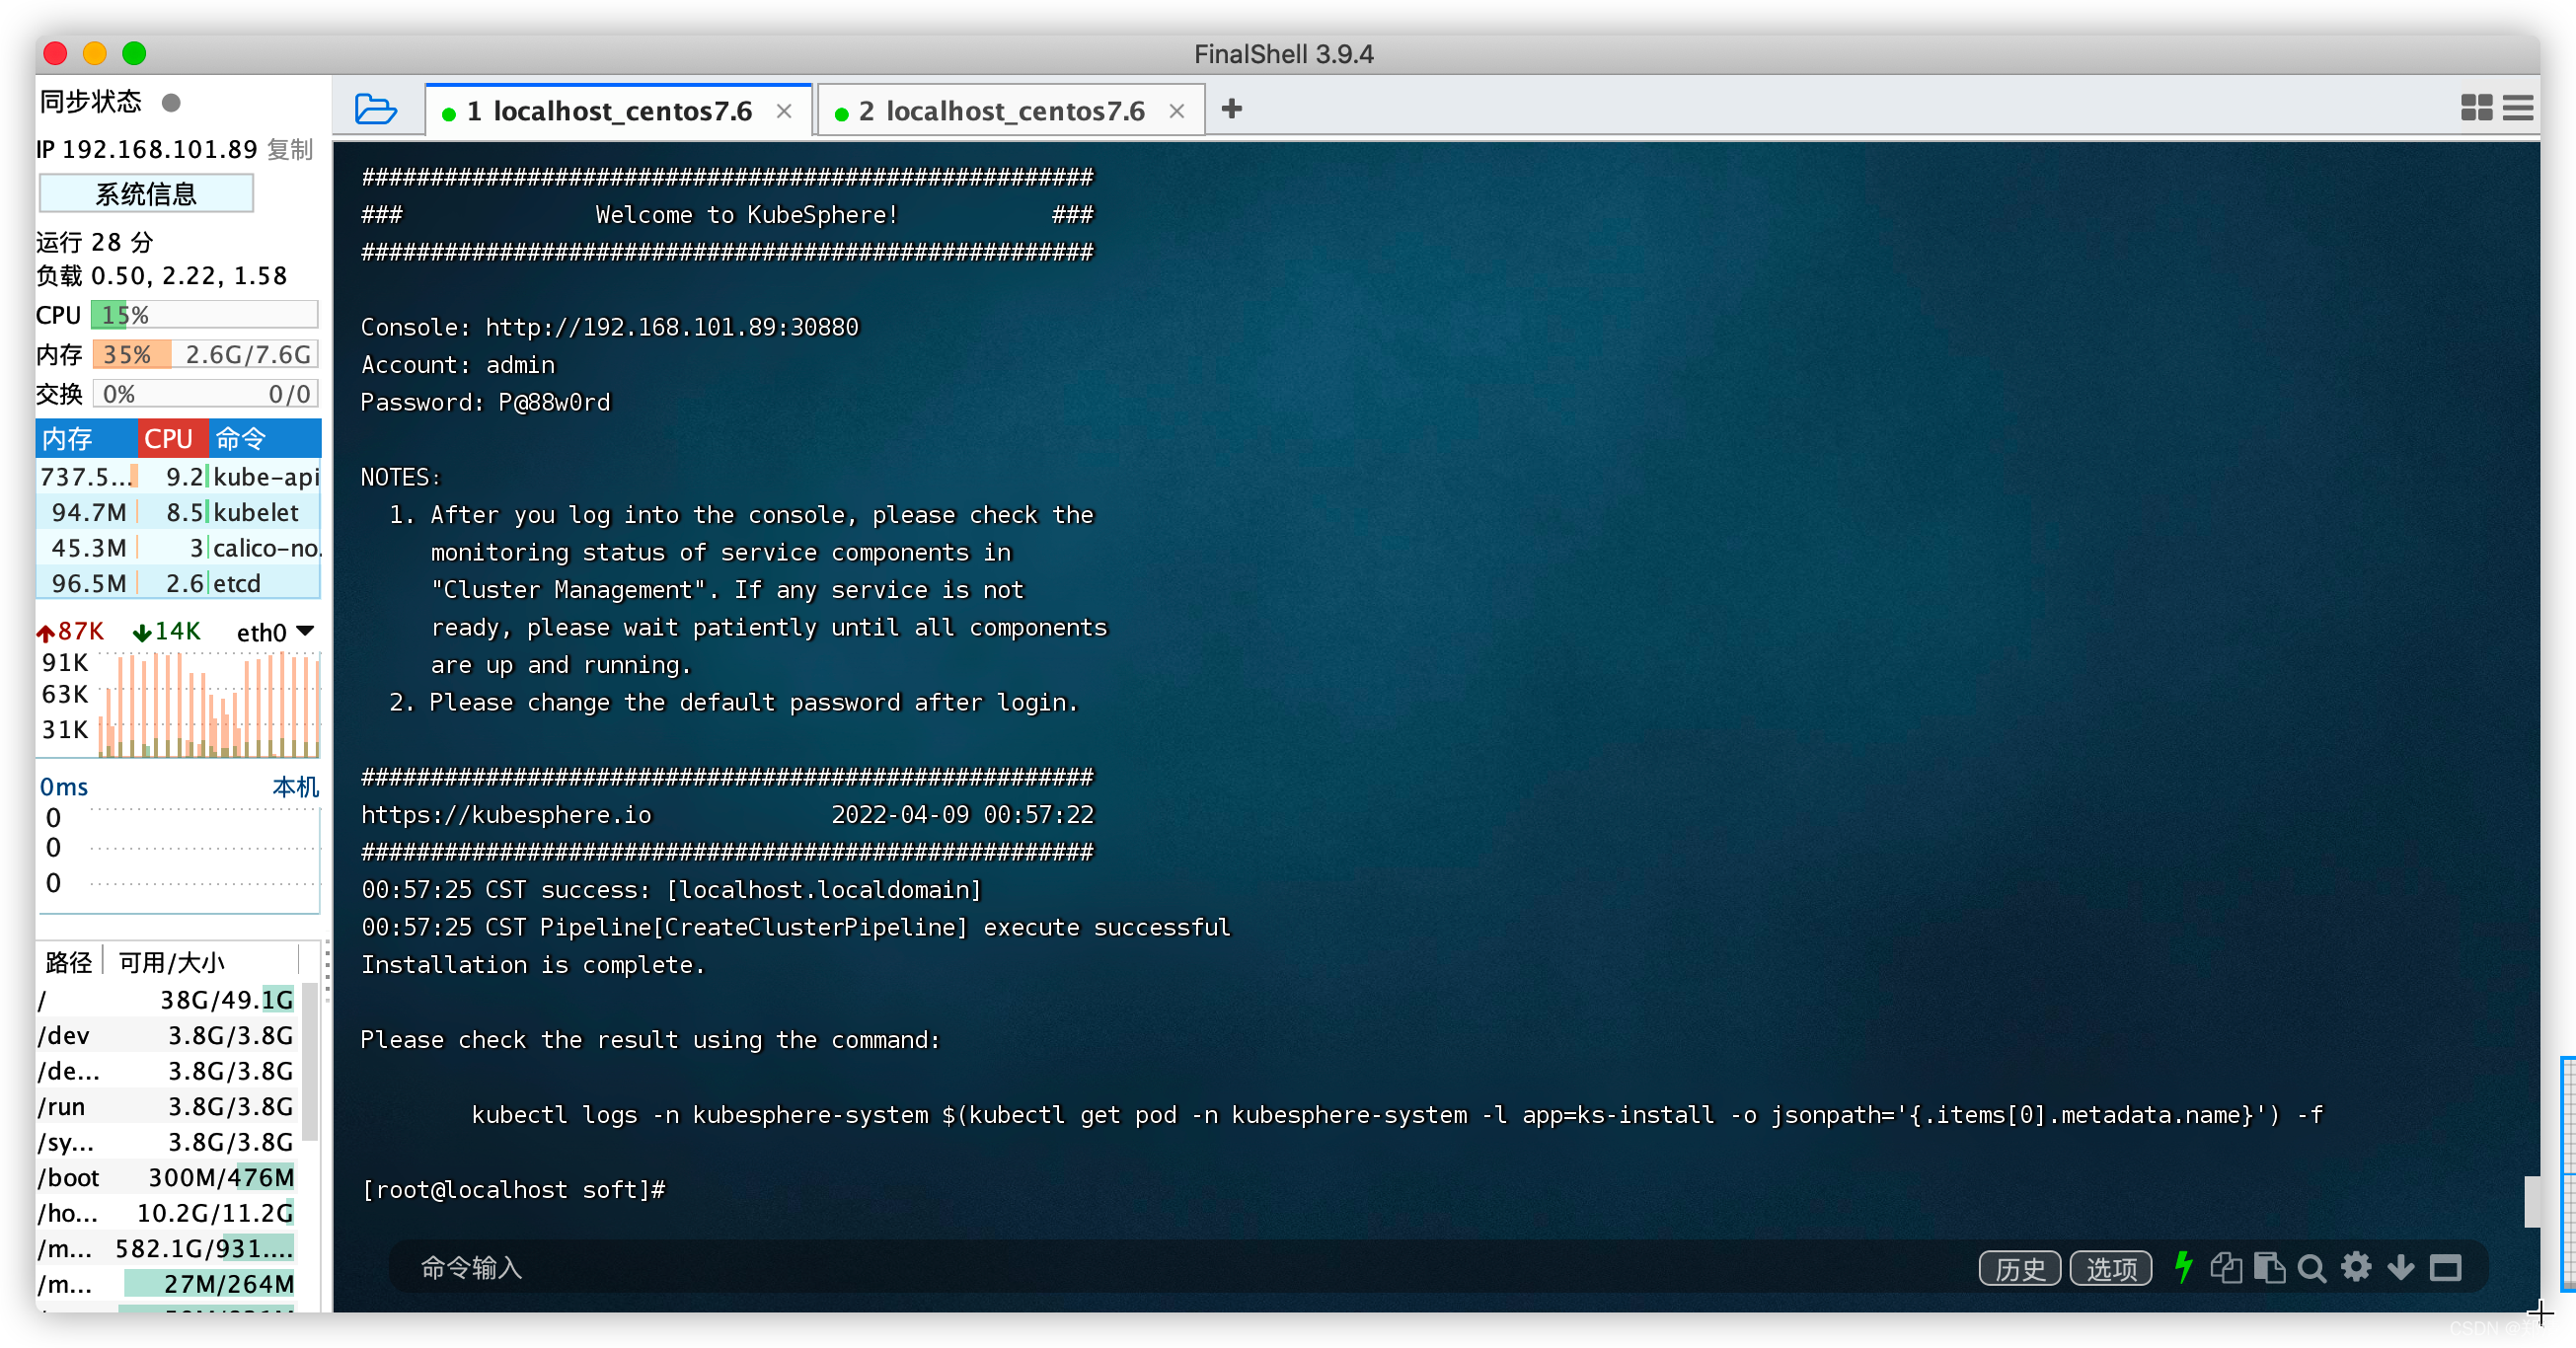 FinalShell 3.9.4
同步状态
1 localhost_centos7.6
2 localhost_centos7.6
IP 192.168.101.89 复制
系统信息
运行 28 分
负载 0.50, 2.22, 1.58
CPU 15%
内存 35% 2.6G/7.6G
交换 0% 0/0
内存 CPU 命令
737.5... 9.2 kube-api
94.7M 8.5 kubelet
45.3M 3 calico-no.
96.5M 2.6 etcd
87K 14K eth0
91K
63K
31K
0ms 本机
0
0
0
路径 可用/大小
/ 38G/49.1G
/dev 3.8G/3.8G
/de... 3.8G/3.8G
/run 3.8G/3.8G
/sy... 3.8G/3.8G
/boot 300M/476M
/ho... 10.2G/11.2G
/m... 582.1G/931....
/m... 27M/264M
#####################################################
### Welcome to KubeSphere! ###
#####################################################
Console: http://192.168.101.89:30880
Account: admin
Password: P@88w0rd
NOTES:
1. After you log into the console, please check the
monitoring status of service components in
"Cluster Management". If any service is not
ready, please wait patiently until all components
are up and running.
2. Please change the default password after login.
#####################################################
https://kubesphere.io 2022-04-09 00:57:22
#####################################################
00:57:25 CST success: [localhost.localdomain]
00:57:25 CST Pipeline[CreateClusterPipeline] execute successful
Installation is complete.
Please check the result using the command:
kubectl logs -n kubesphere-system $(kubectl get pod -n kubesphere-system -l app=ks-install -o jsonpath='{.items[0].metadata.name}') -f
[root@localhost soft]#
命令输入
历史 选项